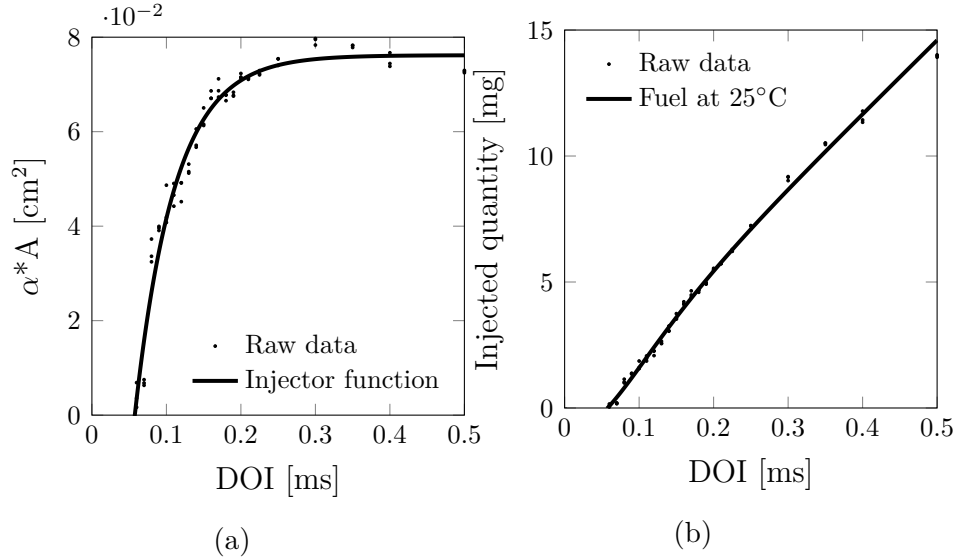 ·10⁻²
8
6
4
2
0
α*A [cm²]
Raw data
Injector function
0
0.1
0.2
0.3
0.4
0.5
DOI [ms]
(a)
15
10
5
0
Injected quantity [mg]
Raw data
Fuel at 25°C
0
0.1
0.2
0.3
0.4
0.5
DOI [ms]
(b)